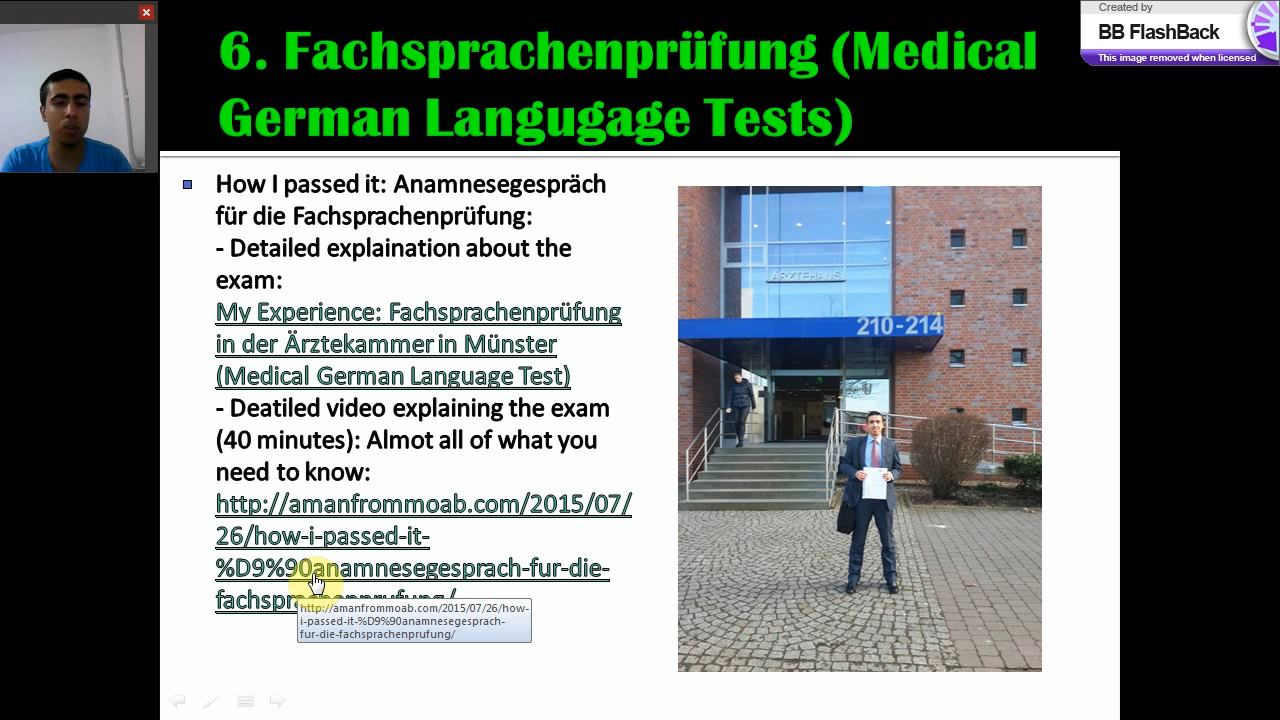 Created by
BB FlashBack
This image removed when licensed
6. Fachsprachenprüfung (Medical
German Langugage Tests)
How I passed it: Anamnesegespräch
für die Fachsprachenprüfung:
- Detailed explaination about the
exam:
My Experience: Fachsprachenprüfung
in der Ärztekammer in Münster
(Medical German Language Test)
- Deatiled video explaining the exam
(40 minutes): Almot all of what you
need to know:
http://amanfrommoab.com/2015/07/
26/how-i-passed-it-
%D9%90anamnesegesprach-fur-die-
fachsprachenprufung/
http://amanfrommoab.com/2015/07/26/how-
i-passed-it-%D9%90anamnesegesprach-
fur-die-fachsprachenprufung/
ÄRZTEHAUS
210-214